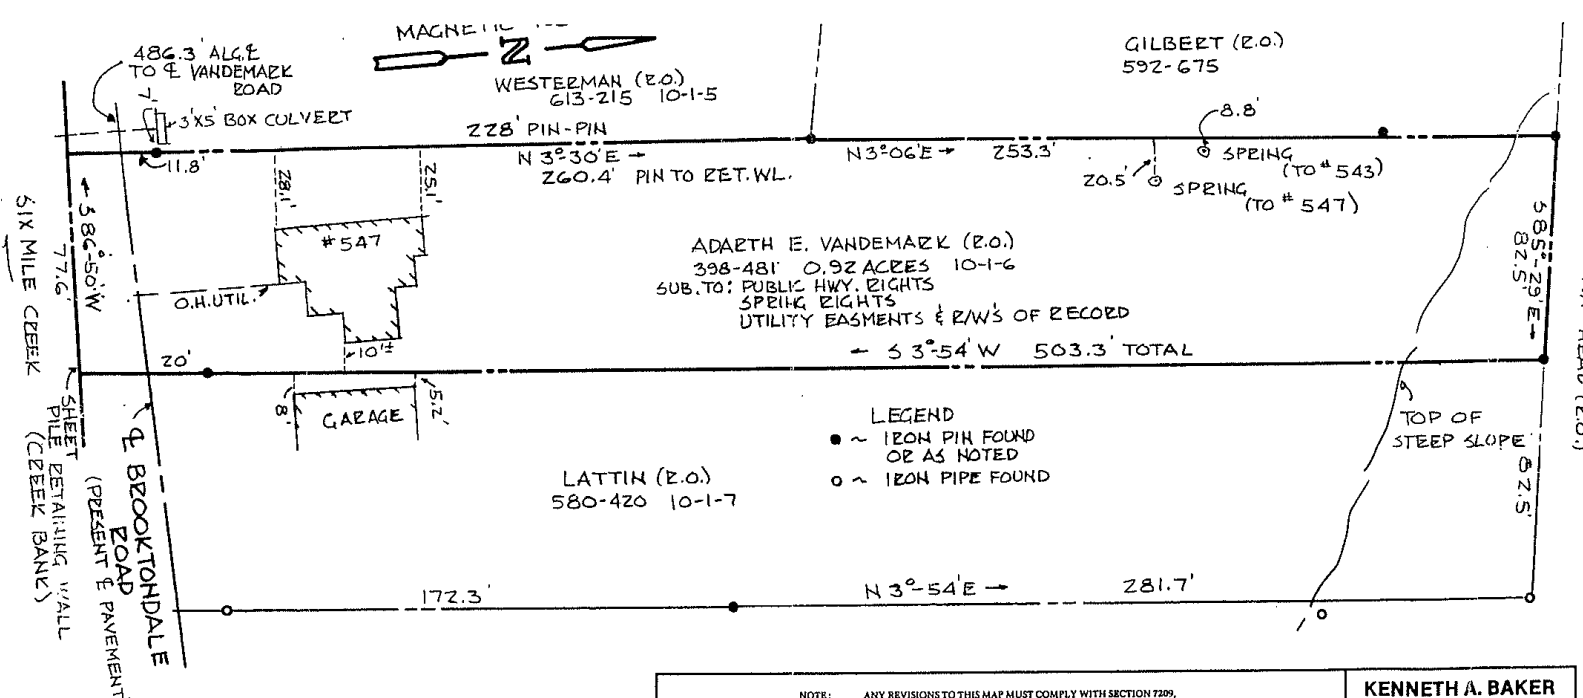 486.3' ALG. ℄
TO ℄ VANDEMARK
ROAD
7'
3'X5' BOX CULVERT
N
WESTERMAN (R.O.)
613-215 10-1-5
GILBERT (R.O.)
592-675
228' PIN-PIN
N 3°-30' E →
260.4' PIN TO RET. WL.
11.8'
N 3°-06' E → 253.3'
8.8'
SPRING
(TO #543)
20.5'
SPRING
(TO #547)
28.1'
25.1'
#547
O.H. UTIL.
10'±
ADARTH E. VANDEMARK (R.O.)
398-481 0.92 ACRES 10-1-6
SUB. TO: PUBLIC HWY. RIGHTS
SPRING RIGHTS
UTILITY EASMENTS & R/W'S OF RECORD
← S 3°-54' W 503.3' TOTAL
S 85°-29' E →
82.5'
← S 86°-50' W
77.6'
SIX MILE CREEK
20'
8'
5.2'
GARAGE
SHEET
PILE RETAINING WALL
(CREEK BANK)
℄ BROOKTONDALE
ROAD
(PRESENT ℄ PAVEMENT)
LEGEND
● ~ IRON PIN FOUND
OR AS NOTED
○ ~ IRON PIPE FOUND
TOP OF
STEEP SLOPE
82.5'
LATTIN (R.O.)
580-420 10-1-7
172.3'
N 3°-54' E →
281.7'
NOTE: ANY REVISIONS TO THIS MAP MUST COMPLY WITH SECTION 7209,
KENNETH A. BAKER